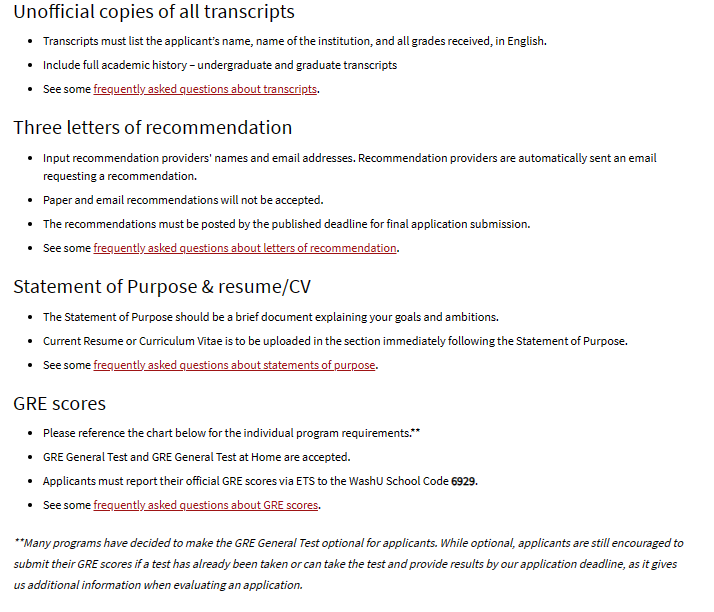 Unofficial copies of all transcripts
• Transcripts must list the applicant's name, name of the institution, and all grades received, in English.
• Include full academic history – undergraduate and graduate transcripts
• See some frequently asked questions about transcripts.
Three letters of recommendation
• Input recommendation providers' names and email addresses. Recommendation providers are automatically sent an email
requesting a recommendation.
• Paper and email recommendations will not be accepted.
• The recommendations must be posted by the published deadline for final application submission.
• See some frequently asked questions about letters of recommendation.
Statement of Purpose & resume/CV
• The Statement of Purpose should be a brief document explaining your goals and ambitions.
• Current Resume or Curriculum Vitae is to be uploaded in the section immediately following the Statement of Purpose.
• See some frequently asked questions about statements of purpose.
GRE scores
• Please reference the chart below for the individual program requirements.**
• GRE General Test and GRE General Test at Home are accepted.
• Applicants must report their official GRE scores via ETS to the WashU School Code 6929.
• See some frequently asked questions about GRE scores.
**Many programs have decided to make the GRE General Test optional for applicants. While optional, applicants are still encouraged to
submit their GRE scores if a test has already been taken or can take the test and provide results by our application deadline, as it gives
us additional information when evaluating an application.